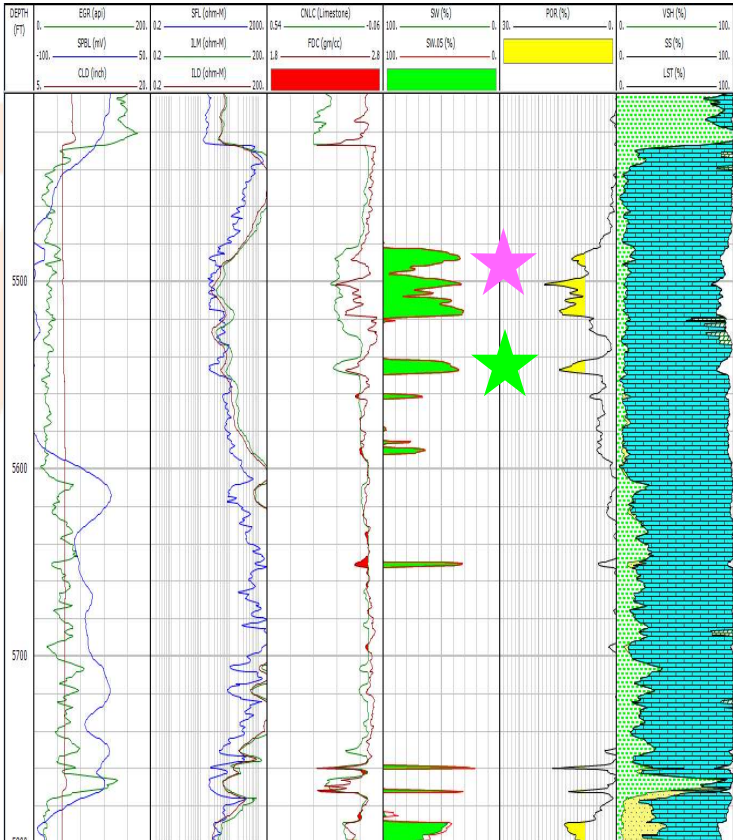 DEPTH
(FT)
EGR (api)
0. 200.
SPBL (mV)
-100. 50.
CLD (inch)
5. 20.
SFL (ohm-M)
0.2 2000.
ILM (ohm-M)
0.2 200.
ILD (ohm-M)
0.2 200.
CNLC (Limestone)
0.54 -0.06
FDC (gm/cc)
1.8 2.8
SW (%)
100. 0.
SW.0S (%)
100. 0.
POR (%)
30. 0.
VSH (%)
0. 100.
SS (%)
0. 100.
LST (%)
0. 100.
5500
5600
5700